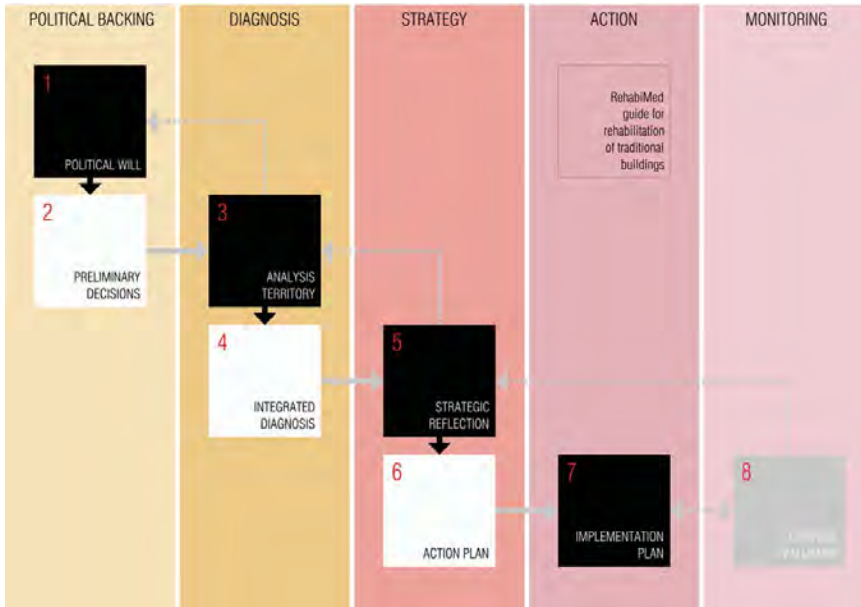 POLITICAL BACKING
DIAGNOSIS
STRATEGY
ACTION
MONITORING
1
POLITICAL WILL
RehabiMed
guide for
rehabilitation
of traditional
buildings
2
PRELIMINARY
DECISIONS
3
ANALYSIS
TERRITORY
4
INTEGRATED
DIAGNOSIS
5
STRATEGIC
REFLECTION
6
ACTION PLAN
7
IMPLEMENTATION
PLAN
8